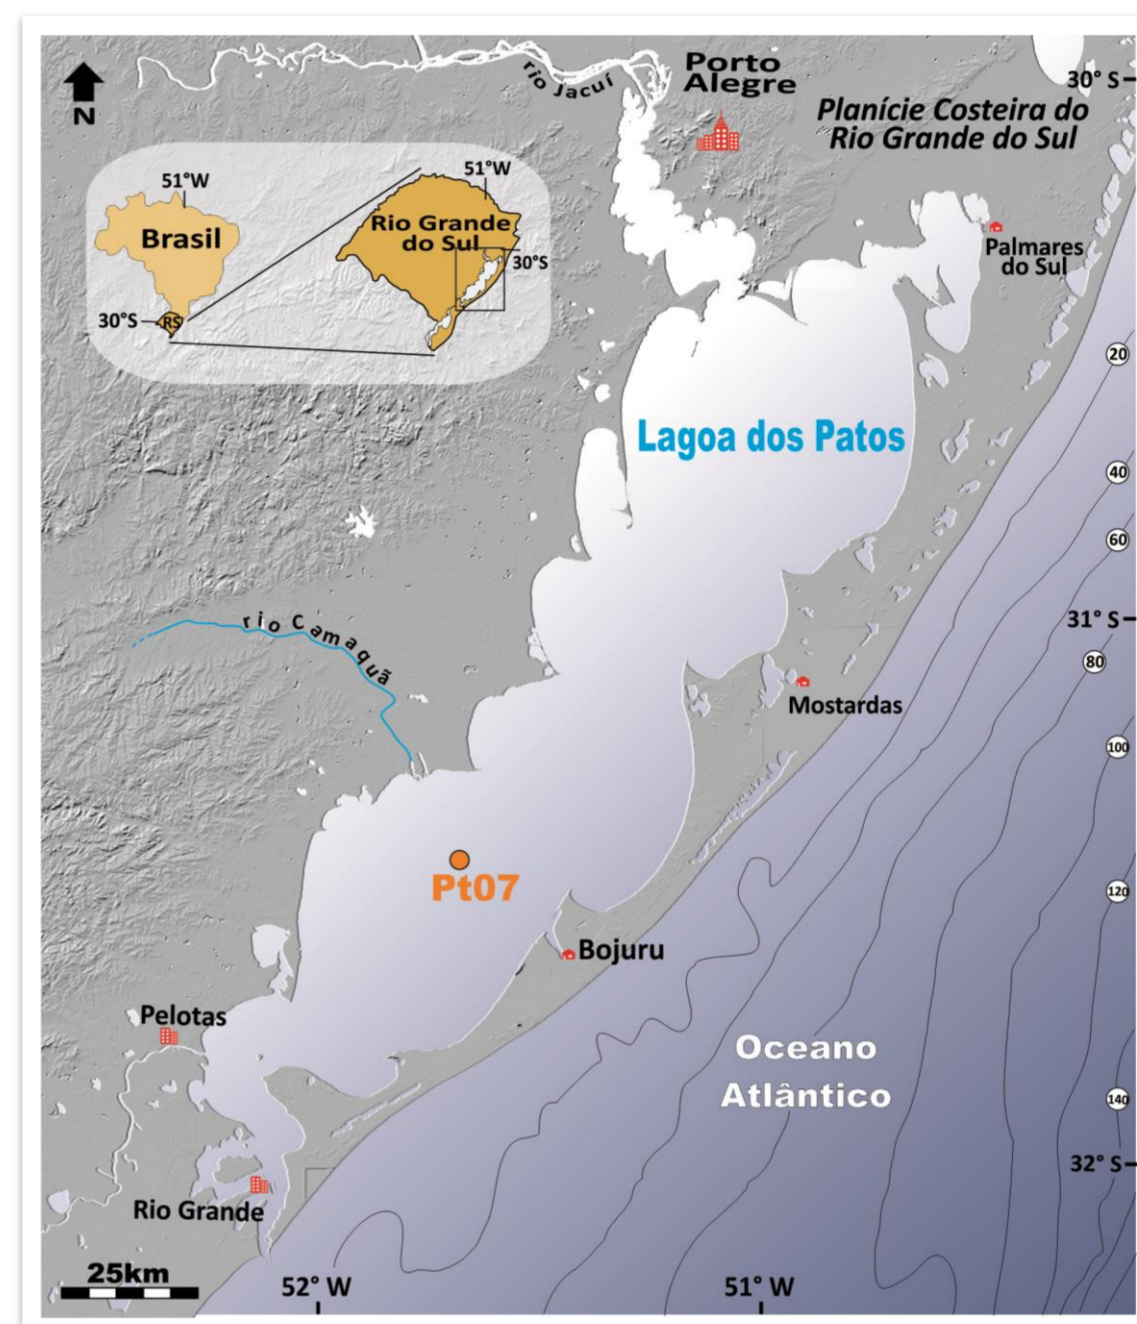 N
rio Jacuí
Porto
Alegre
30° S
Planície Costeira do
Rio Grande do Sul
51°W
Brasil
30°S
RS
51°W
Rio Grande
do Sul
30°S
Palmares
do Sul
20
Lagoa dos Patos
40
60
rio Camaquã
31° S
80
Mostardas
100
Pt07
120
Bojuru
Pelotas
Oceano
Atlântico
140
32° S
Rio Grande
25km
52° W
51° W